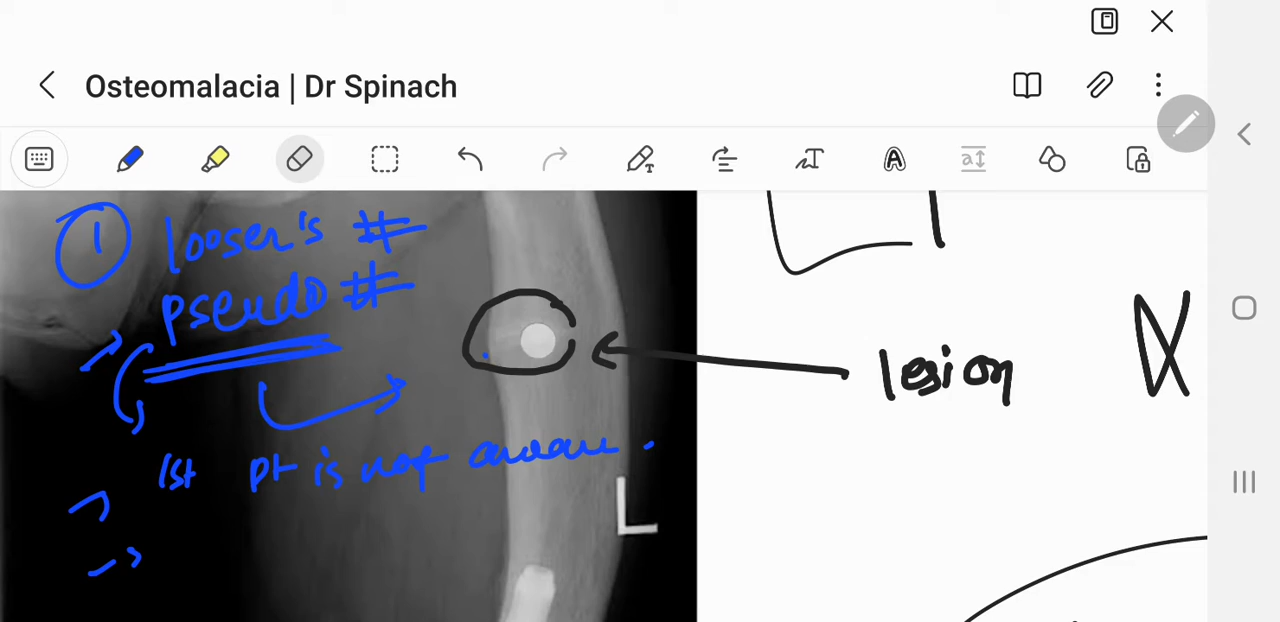 Osteomalacia | Dr Spinach
1 looser's #
pseudo #
lesion
1st pt is not aware.
L